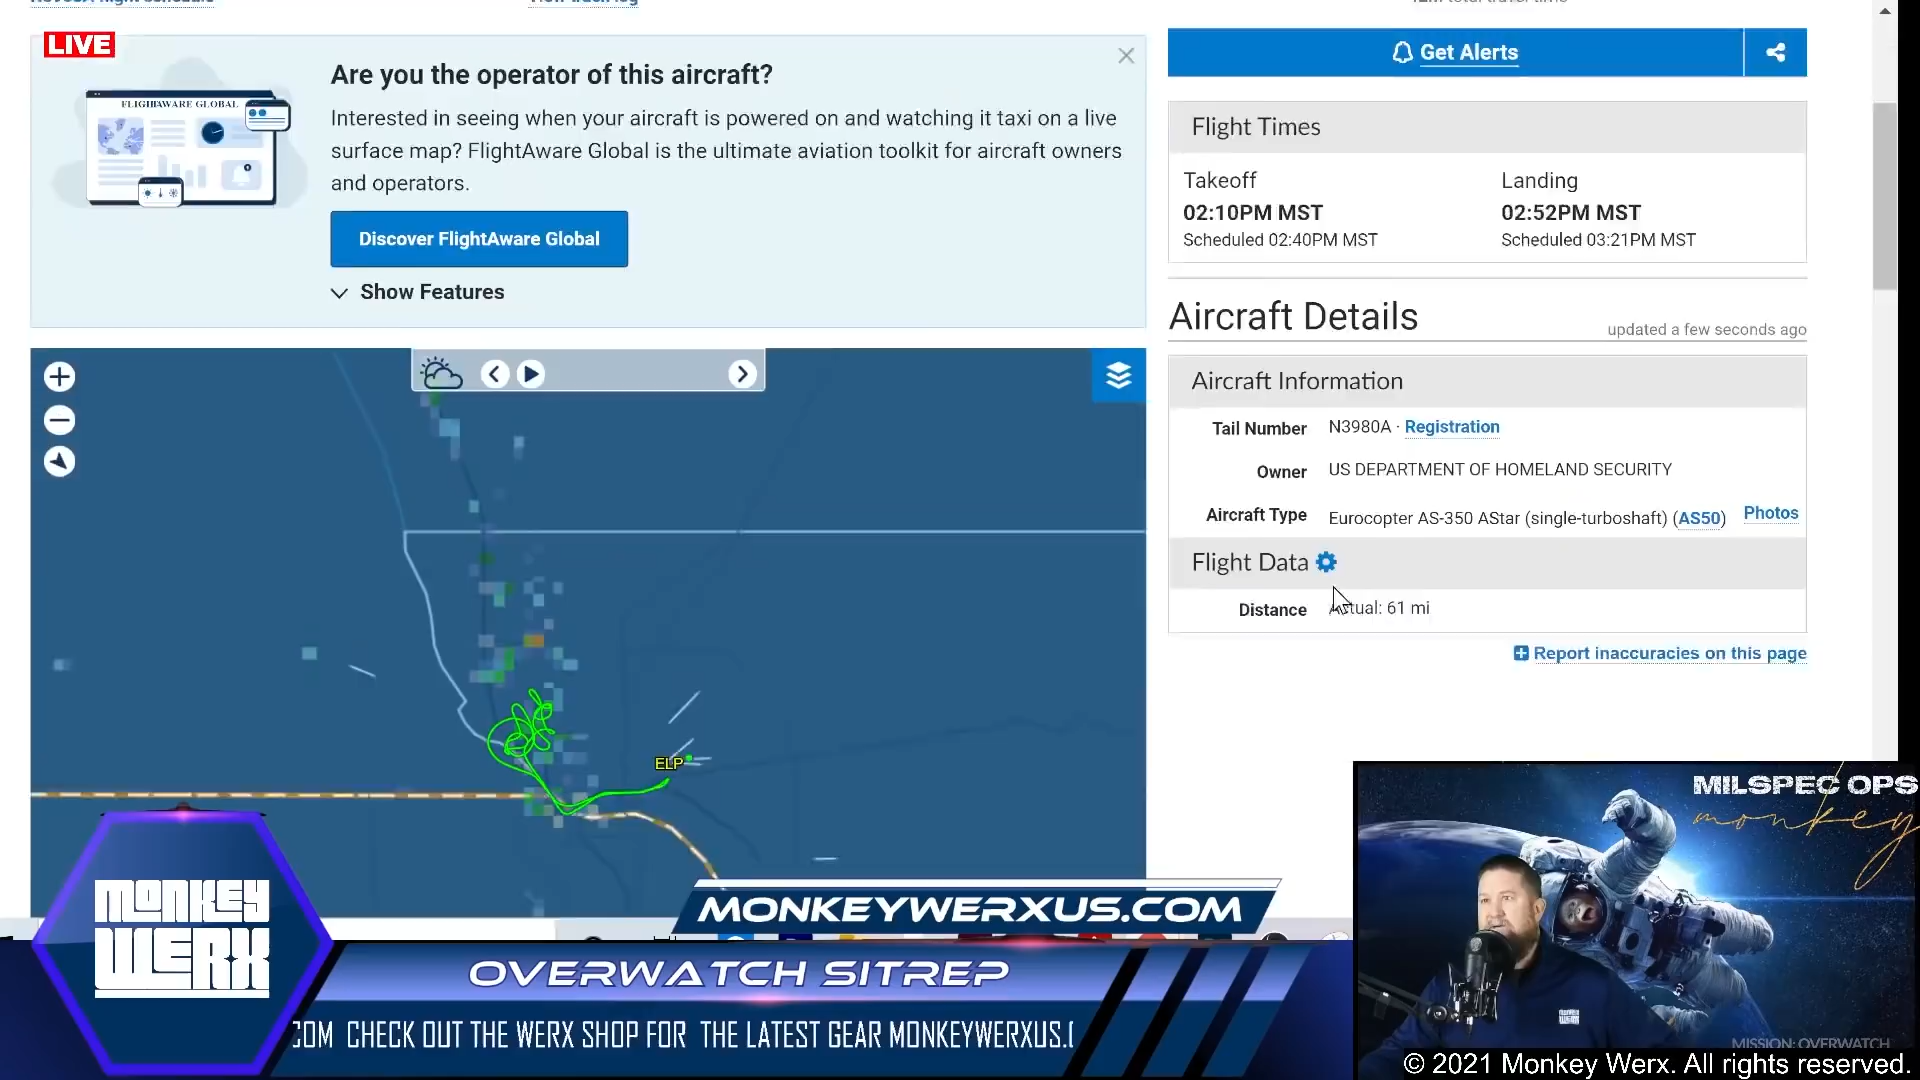 LIVE
FLIGHTAWARE GLOBAL
Are you the operator of this aircraft?
Interested in seeing when your aircraft is powered on and watching it taxi on a live
surface map? FlightAware Global is the ultimate aviation toolkit for aircraft owners
and operators.
Discover FlightAware Global
Show Features
ELP
Get Alerts
Flight Times
Takeoff
Landing
02:10PM MST
02:52PM MST
Scheduled 02:40PM MST
Scheduled 03:21PM MST
Aircraft Details
updated a few seconds ago
Aircraft Information
Tail Number
N3980A · Registration
Owner
US DEPARTMENT OF HOMELAND SECURITY
Aircraft Type
Eurocopter AS-350 AStar (single-turboshaft) (AS50)
Photos
Flight Data
Distance
Actual: 61 mi
Report inaccuracies on this page
MILSPEC OPS
monkey
MONKEY
WERX
MONKEYWERXUS.COM
OVERWATCH SITREP
.COM CHECK OUT THE WERX SHOP FOR THE LATEST GEAR MONKEYWERXUS.C
MISSION: OVERWATCH
© 2021 Monkey Werx. All rights reserved.